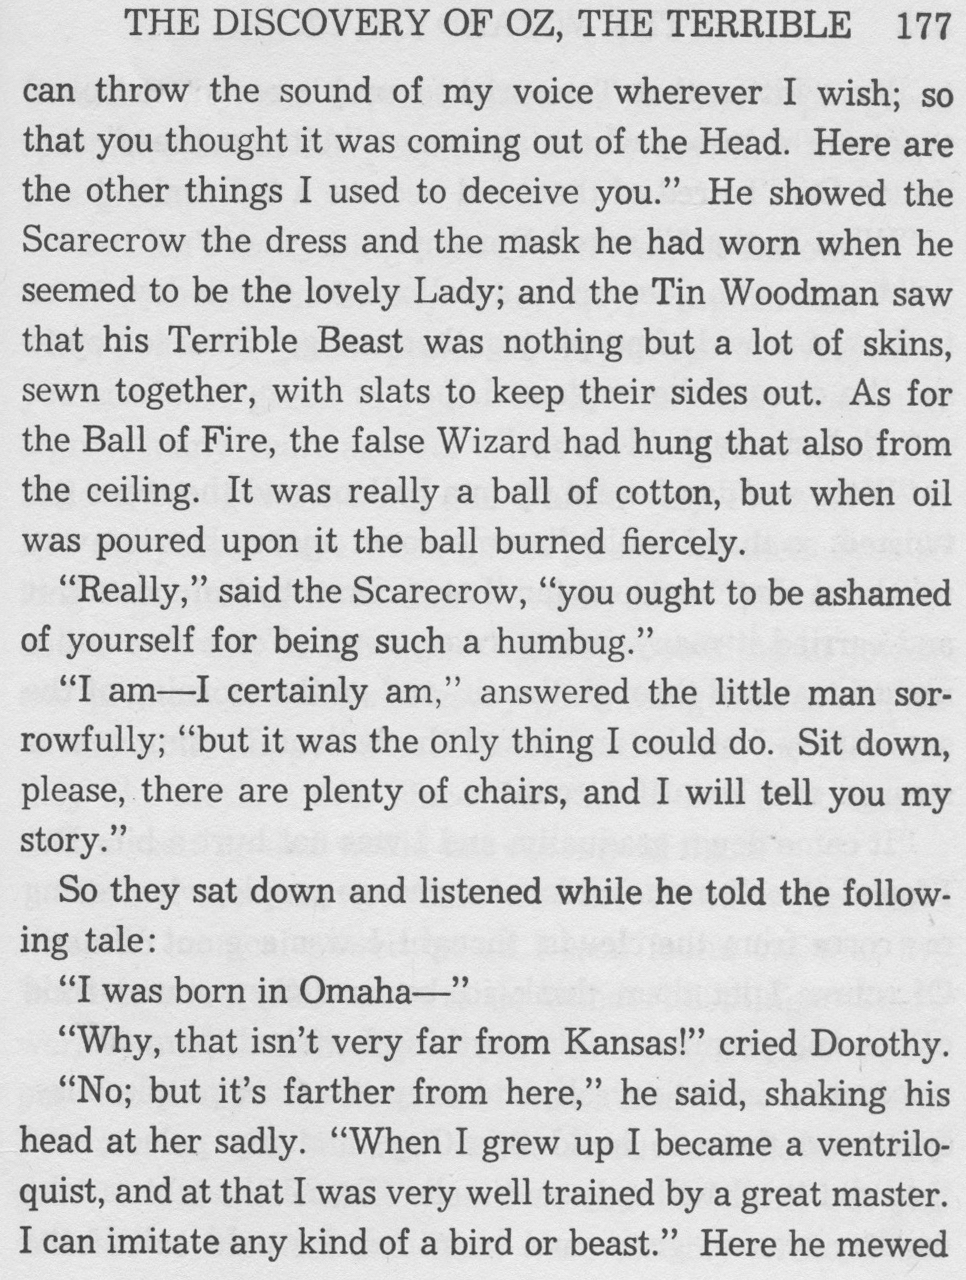 THE DISCOVERY OF OZ, THE TERRIBLE 177
can throw the sound of my voice wherever I wish; so
that you thought it was coming out of the Head. Here are
the other things I used to deceive you.” He showed the
Scarecrow the dress and the mask he had worn when he
seemed to be the lovely Lady; and the Tin Woodman saw
that his Terrible Beast was nothing but a lot of skins,
sewn together, with slats to keep their sides out. As for
the Ball of Fire, the false Wizard had hung that also from
the ceiling. It was really a ball of cotton, but when oil
was poured upon it the ball burned fiercely.
“Really,” said the Scarecrow, “you ought to be ashamed
of yourself for being such a humbug.”
“I am—I certainly am,” answered the little man sor-
rowfully; “but it was the only thing I could do. Sit down,
please, there are plenty of chairs, and I will tell you my
story.”
So they sat down and listened while he told the follow-
ing tale:
“I was born in Omaha—”
“Why, that isn’t very far from Kansas!” cried Dorothy.
“No; but it’s farther from here,” he said, shaking his
head at her sadly. “When I grew up I became a ventrilo-
quist, and at that I was very well trained by a great master.
I can imitate any kind of a bird or beast.” Here he mewed